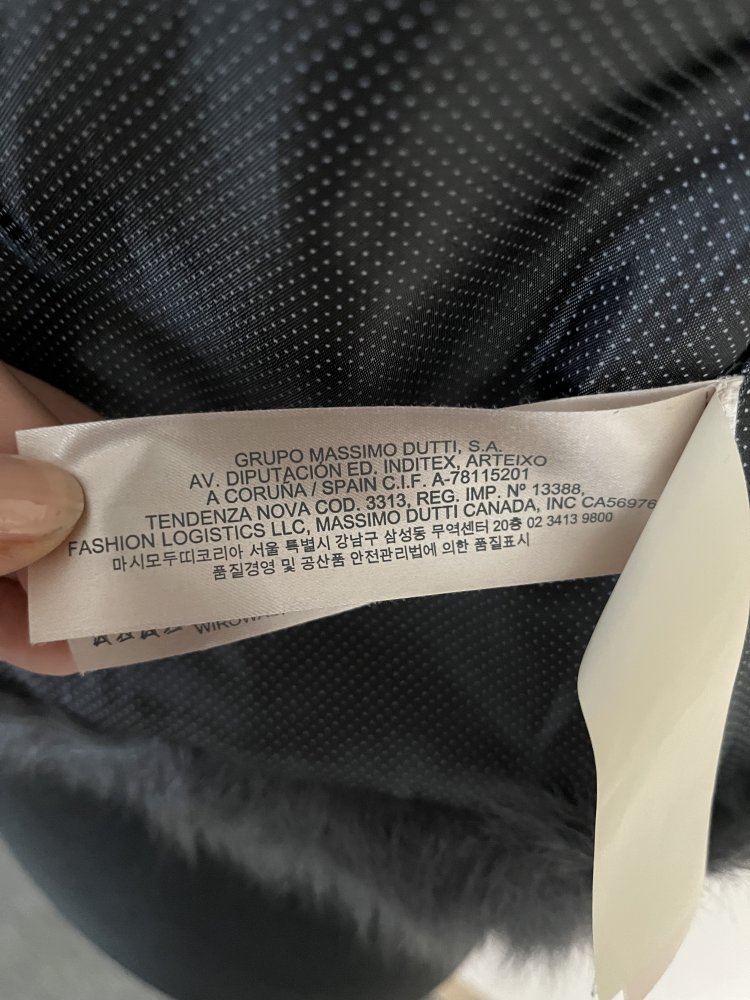 GRUPO MASSIMO DUTTI, S.A.
AV. DIPUTACIÓN ED. INDITEX, ARTEIXO
A CORUÑA / SPAIN C.I.F. A-78115201
TENDENZA NOVA COD. 3313, REG. IMP. Nº 13388,
FASHION LOGISTICS LLC, MASSIMO DUTTI CANADA, INC CA56976
마시모두띠코리아 서울 특별시 강남구 삼성동 무역센터 20층 02 3413 9800
품질경영 및 공산품 안전관리법에 의한 품질표시